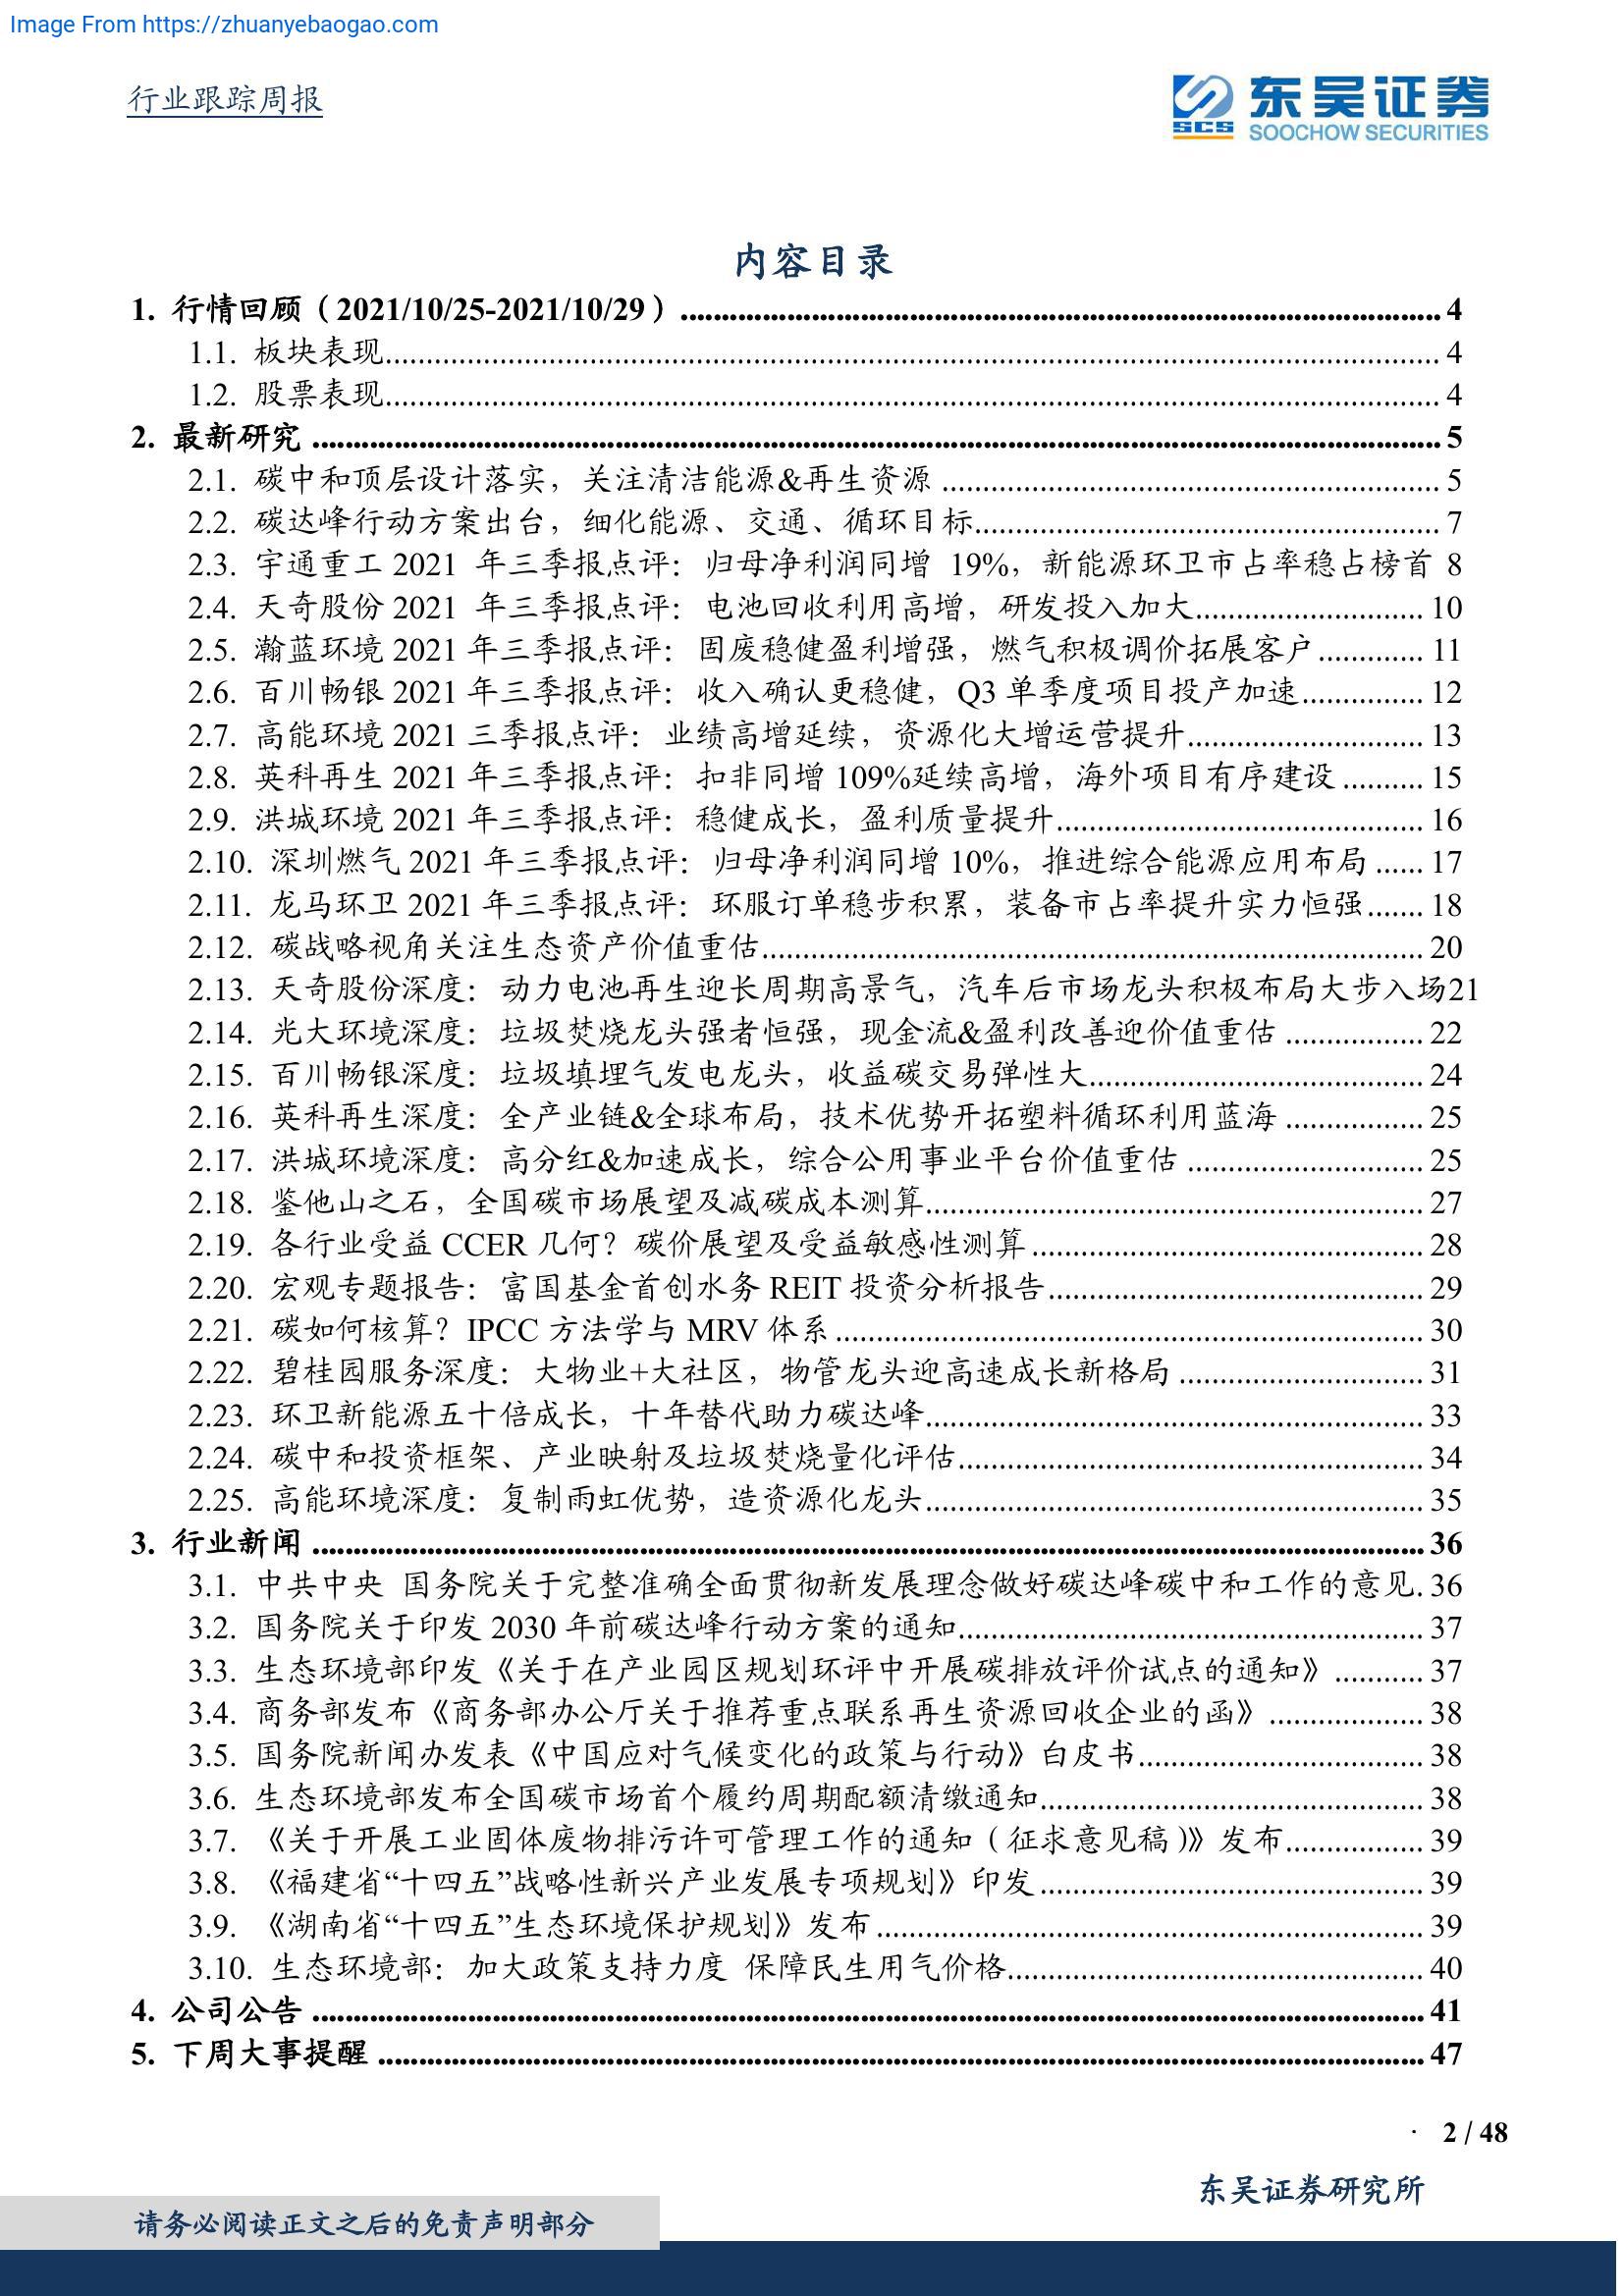 Image From https://zhuanyebaogao.com
行业跟踪周报
东吴证券
SCS
SOOCHOW SECURITIES
内容目录
1. 行情回顾（2021/10/25-2021/10/29）....................4
1.1. 板块表现....................4
1.2. 股票表现....................4
2. 最新研究....................5
2.1. 碳中和顶层设计落实，关注清洁能源&再生资源....................5
2.2. 碳达峰行动方案出台，细化能源、交通、循环目标....................7
2.3. 宇通重工 2021 年三季报点评：归母净利润同增 19%，新能源环卫市占率稳占榜首 8
2.4. 天奇股份 2021 年三季报点评：电池回收利用高增，研发投入加大....................10
2.5. 瀚蓝环境 2021 年三季报点评：固废稳健盈利增强，燃气积极调价拓展客户.............11
2.6. 百川畅银 2021 年三季报点评：收入确认更稳健，Q3 单季度项目投产加速...............12
2.7. 高能环境 2021 三季报点评：业绩高增延续，资源化大增运营提升....................13
2.8. 英科再生 2021 年三季报点评：扣非同增 109%延续高增，海外项目有序建设..........15
2.9. 洪城环境 2021 年三季报点评：稳健成长，盈利质量提升....................16
2.10. 深圳燃气 2021 年三季报点评：归母净利润同增 10%，推进综合能源应用布局......17
2.11. 龙马环卫 2021 年三季报点评：环服订单稳步积累，装备市占率提升实力恒强.......18
2.12. 碳战略视角关注生态资产价值重估....................20
2.13. 天奇股份深度：动力电池再生迎长周期高景气，汽车后市场龙头积极布局大步入场21
2.14. 光大环境深度：垃圾焚烧龙头强者恒强，现金流&盈利改善迎价值重估.................22
2.15. 百川畅银深度：垃圾填埋气发电龙头，收益碳交易弹性大....................24
2.16. 英科再生深度：全产业链&全球布局，技术优势开拓塑料循环利用蓝海.................25
2.17. 洪城环境深度：高分红&加速成长，综合公用事业平台价值重估....................25
2.18. 鉴他山之石，全国碳市场展望及减碳成本测算....................27
2.19. 各行业受益 CCER 几何？碳价展望及受益敏感性测算....................28
2.20. 宏观专题报告：富国基金首创水务 REIT 投资分析报告....................29
2.21. 碳如何核算？IPCC 方法学与 MRV 体系....................30
2.22. 碧桂园服务深度：大物业+大社区，物管龙头迎高速成长新格局....................31
2.23. 环卫新能源五十倍成长，十年替代助力碳达峰....................33
2.24. 碳中和投资框架、产业映射及垃圾焚烧量化评估....................34
2.25. 高能环境深度：复制雨虹优势，造资源化龙头....................35
3. 行业新闻....................36
3.1. 中共中央 国务院关于完整准确全面贯彻新发展理念做好碳达峰碳中和工作的意见.36
3.2. 国务院关于印发 2030 年前碳达峰行动方案的通知....................37
3.3. 生态环境部印发《关于在产业园区规划环评中开展碳排放评价试点的通知》...........37
3.4. 商务部发布《商务部办公厅关于推荐重点联系再生资源回收企业的函》...................38
3.5. 国务院新闻办发表《中国应对气候变化的政策与行动》白皮书....................38
3.6. 生态环境部发布全国碳市场首个履约周期配额清缴通知....................38
3.7. 《关于开展工业固体废物排污许可管理工作的通知（征求意见稿）》发布.................39
3.8. 《福建省“十四五”战略性新兴产业发展专项规划》印发....................39
3.9. 《湖南省“十四五”生态环境保护规划》发布....................39
3.10. 生态环境部：加大政策支持力度 保障民生用气价格....................40
4. 公司公告....................41
5. 下周大事提醒....................47
· 2 / 48
东吴证券研究所
请务必阅读正文之后的免责声明部分